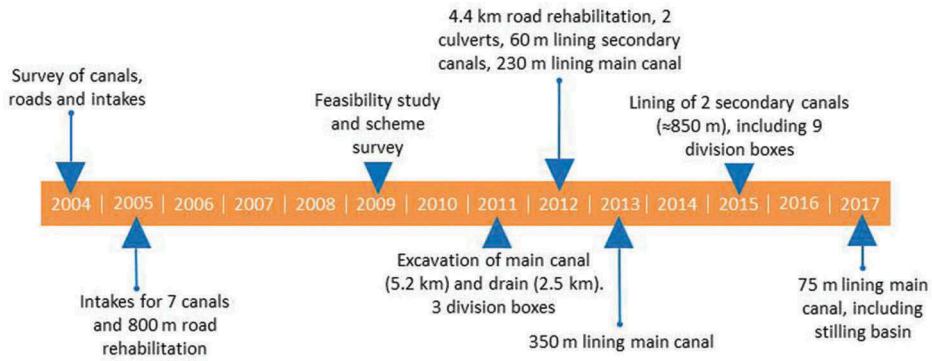 4.4 km road rehabilitation, 2
culverts, 60 m lining secondary
canals, 230 m lining main canal
Survey of canals,
roads and intakes
Feasibility study
and scheme
survey
Lining of 2 secondary canals
(≈850 m), including 9
division boxes
2004 | 2005 | 2006 | 2007 | 2008 | 2009 | 2010 | 2011 | 2012 | 2013 | 2014 | 2015 | 2016 | 2017
Intakes for 7 canals
and 800 m road
rehabilitation
Excavation of main canal
(5.2 km) and drain (2.5 km).
3 division boxes
350 m lining main canal
75 m lining main
canal, including
stilling basin